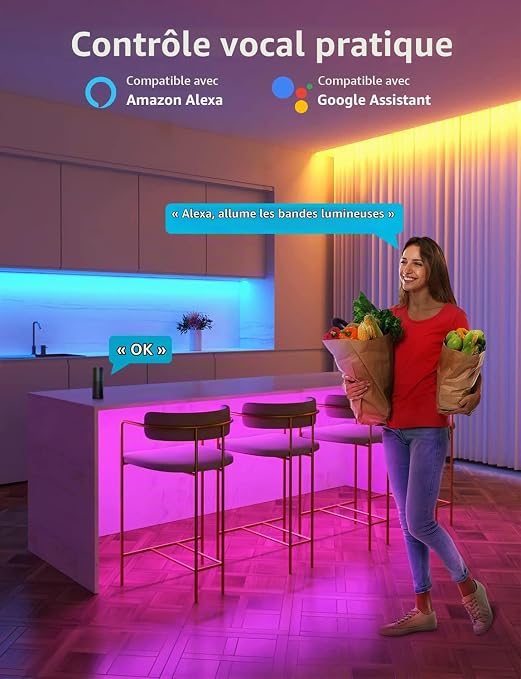 Contrôle vocal pratique
Compatible avec
Amazon Alexa
Compatible avec
Google Assistant
« Alexa, allume les bandes lumineuses »
« OK »